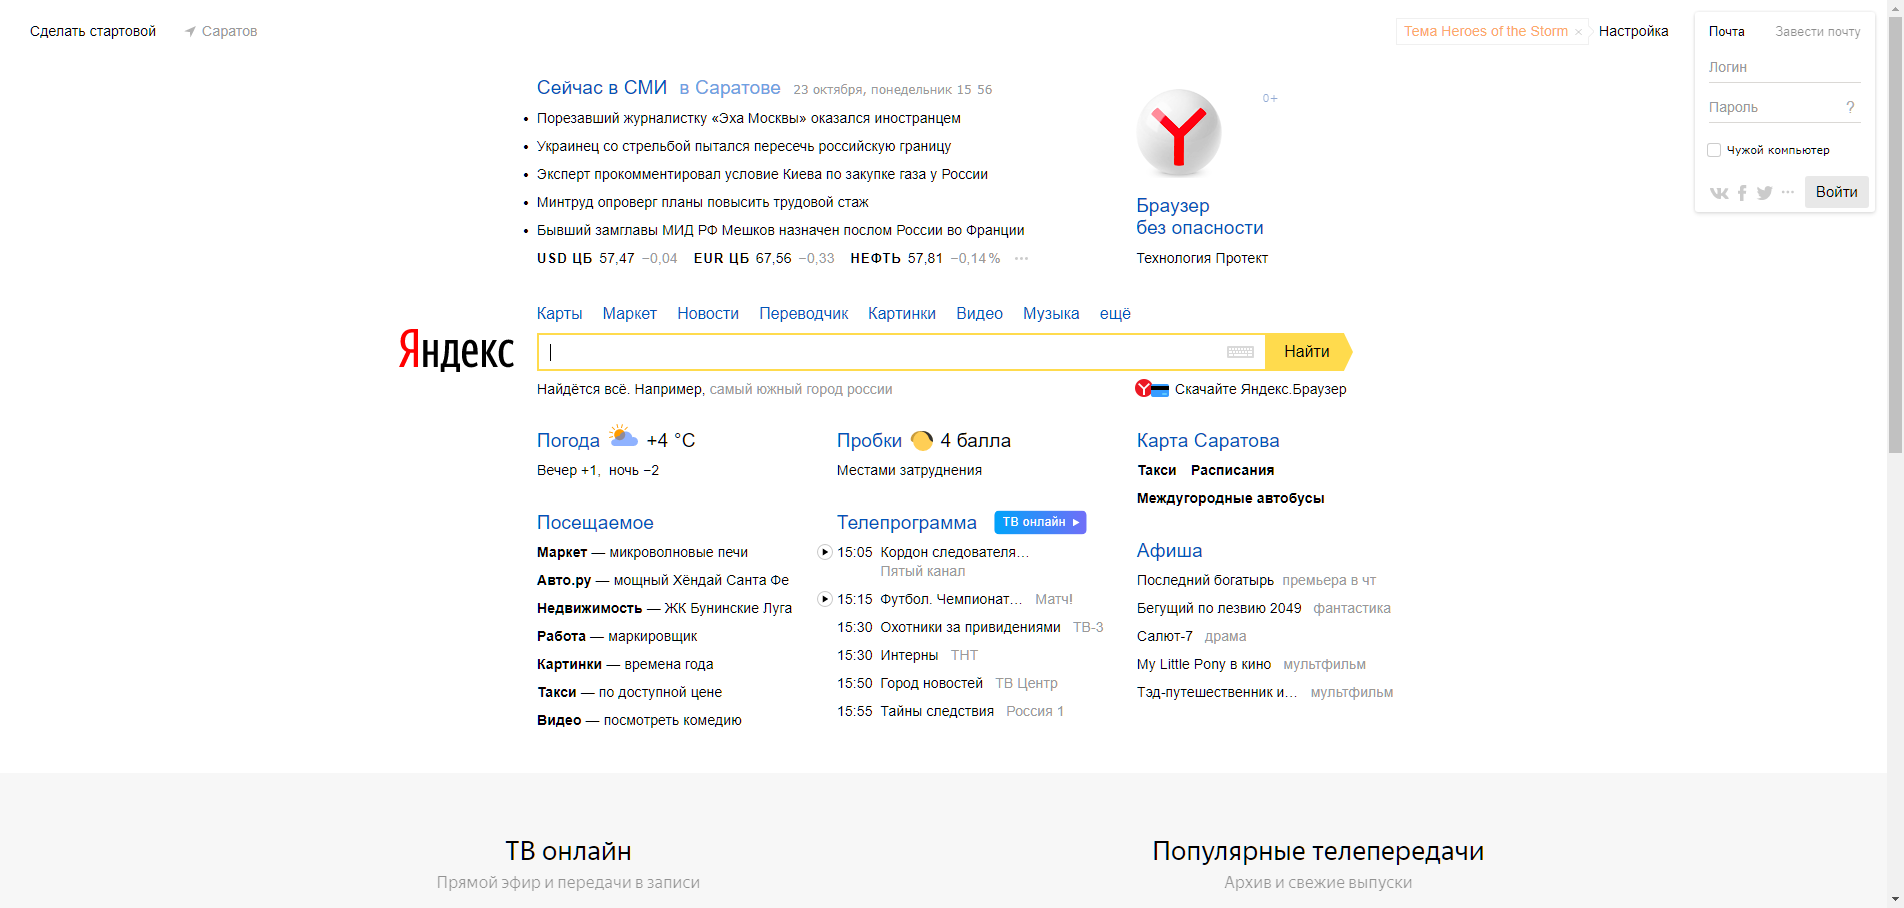 Сделать стартовой Саратов
Тема Heroes of the Storm × Настройка
Почта Завести почту
Логин
Пароль ?
Чужой компьютер
Войти
Сейчас в СМИ в Саратове 23 октября, понедельник 15 56
Порезавший журналистку «Эха Москвы» оказался иностранцем
Украинец со стрельбой пытался пересечь российскую границу
Эксперт прокомментировал условие Киева по закупке газа у России
Минтруд опроверг планы повысить трудовой стаж
Бывший замглавы МИД РФ Мешков назначен послом России во Франции
USD ЦБ 57,47 −0,04 EUR ЦБ 67,56 −0,33 НЕФТЬ 57,81 −0,14% ···
0+
Браузер
без опасности
Технология Протект
Карты Маркет Новости Переводчик Картинки Видео Музыка ещё
Яндекс
Найти
Найдётся всё. Например, самый южный город россии
Скачайте Яндекс.Браузер
Погода +4 °C
Вечер +1, ночь −2
Пробки 4 балла
Местами затруднения
Карта Саратова
Такси Расписания
Междугородные автобусы
Посещаемое
Маркет — микроволновые печи
Авто.ру — мощный Хёндай Санта Фе
Недвижимость — ЖК Бунинские Луга
Работа — маркировщик
Картинки — времена года
Такси — по доступной цене
Видео — посмотреть комедию
Телепрограмма ТВ онлайн
15:05 Кордон следователя…
Пятый канал
15:15 Футбол. Чемпионат… Матч!
15:30 Охотники за привидениями ТВ-3
15:30 Интерны ТНТ
15:50 Город новостей ТВ Центр
15:55 Тайны следствия Россия 1
Афиша
Последний богатырь премьера в чт
Бегущий по лезвию 2049 фантастика
Салют-7 драма
My Little Pony в кино мультфильм
Тэд-путешественник и… мультфильм
ТВ онлайн
Прямой эфир и передачи в записи
Популярные телепередачи
Архив и свежие выпуски